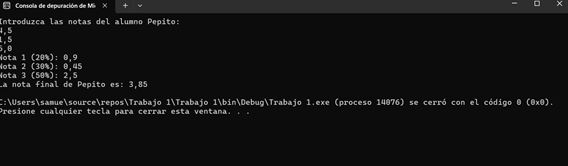 Consola de depuración de Mi
Introduzca las notas del alumno Pepito:
4,5
1,5
5,0
Nota 1 (20%): 0,9
Nota 2 (30%): 0,45
Nota 3 (50%): 2,5
La nota final de Pepito es: 3,85
C:\Users\samue\source\repos\Trabajo 1\Trabajo 1\bin\Debug\Trabajo 1.exe (proceso 14076) se cerró con el código 0 (0x0).
Presione cualquier tecla para cerrar esta ventana. . .